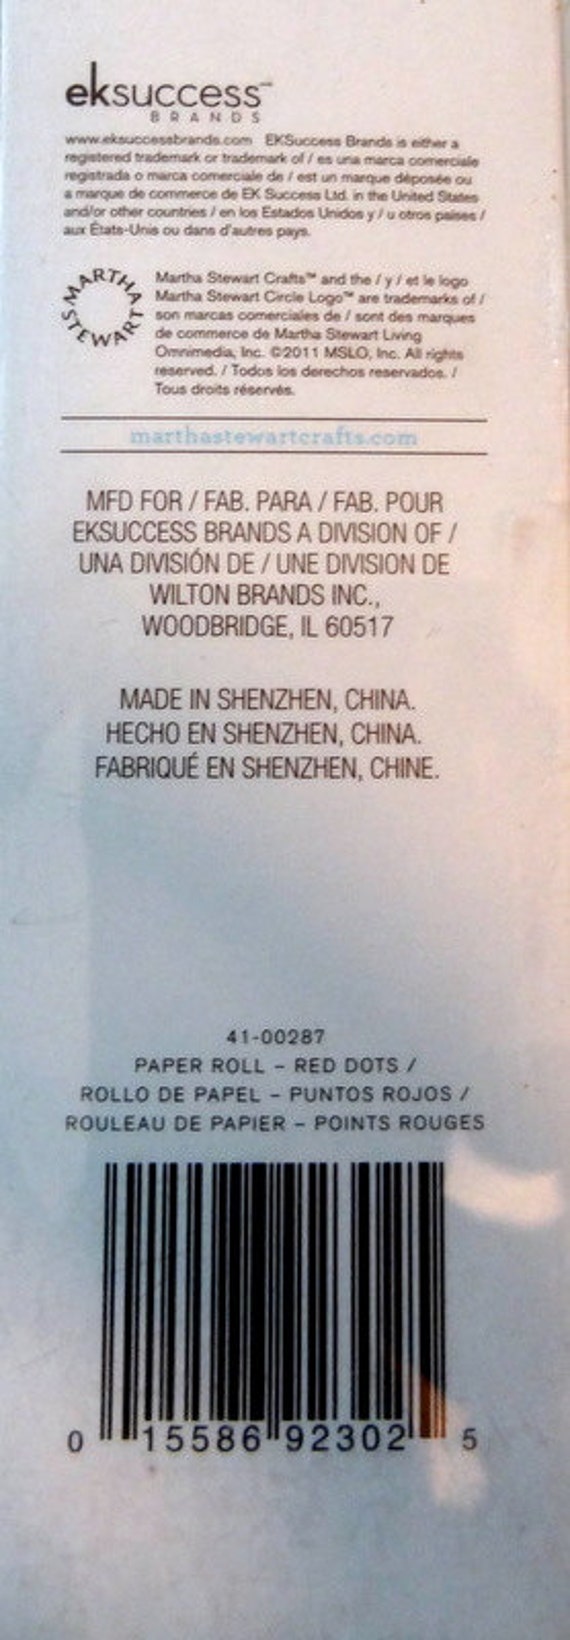 eksuccess™
BRANDS
www.eksuccessbrands.com EKSuccess Brands is either a
registered trademark or trademark of / es una marca comerciale
registrada o marca comerciale de / est un marque déposée ou
a marque de commerce de EK Success Ltd. in the United States
and/or other countries / en los Estados Unidos y / u otros países /
aux États-Unis ou dans d'autres pays.
MARTHA STEWART
Martha Stewart Crafts™ and the / y / et le logo
Martha Stewart Circle Logo™ are trademarks of /
son marcas comerciales de / sont des marques
de commerce de Martha Stewart Living
Omnimedia, Inc. ©2011 MSLO, Inc. All rights
reserved. / Todos los derechos reservados. /
Tous droits réservés.
marthastewartcrafts.com
MFD FOR / FAB. PARA / FAB. POUR
EKSUCCESS BRANDS A DIVISION OF /
UNA DIVISIÓN DE / UNE DIVISION DE
WILTON BRANDS INC.,
WOODBRIDGE, IL 60517
MADE IN SHENZHEN, CHINA.
HECHO EN SHENZHEN, CHINA.
FABRIQUÉ EN SHENZHEN, CHINE.
41-00287
PAPER ROLL - RED DOTS /
ROLLO DE PAPEL - PUNTOS ROJOS /
ROULEAU DE PAPIER - POINTS ROUGES
0 15586 92302 5